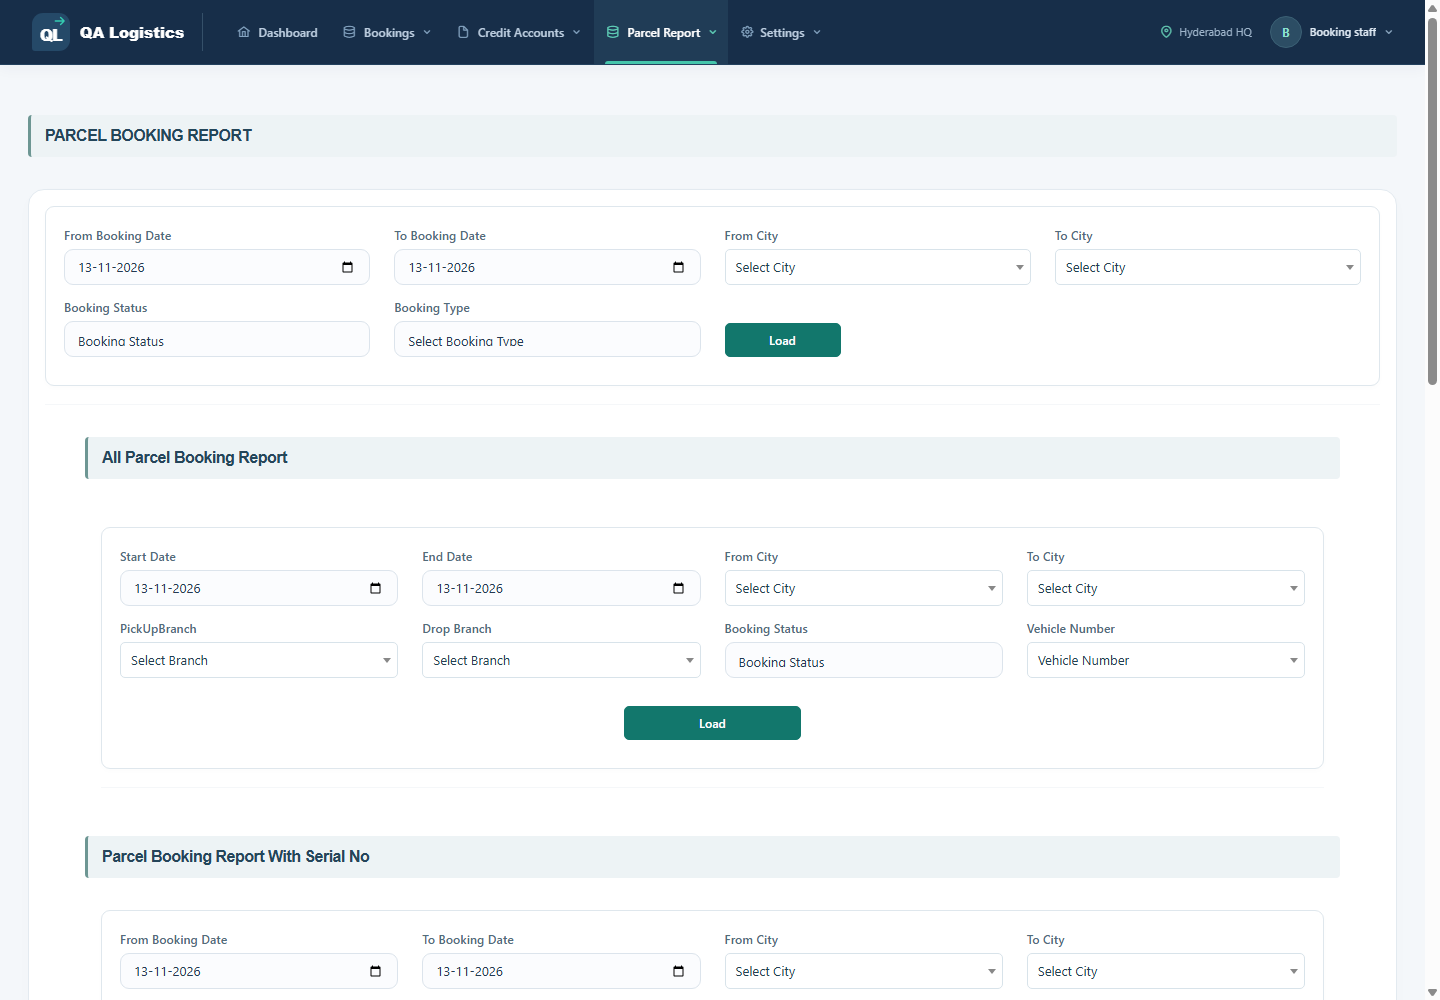 QL QA Logistics
Dashboard
Bookings
Credit Accounts
Parcel Report
Settings
Hyderabad HQ
B
Booking staff
PARCEL BOOKING REPORT
From Booking Date To Booking Date From City To City
13-11-2026 13-11-2026 Select City Select City
Booking Status Booking Type
Booking Status Select Booking Type Load
All Parcel Booking Report
Start Date End Date From City To City
13-11-2026 13-11-2026 Select City Select City
PickUpBranch Drop Branch Booking Status Vehicle Number
Select Branch Select Branch Booking Status Vehicle Number
Load
Parcel Booking Report With Serial No
From Booking Date To Booking Date From City To City
13-11-2026 13-11-2026 Select City Select City